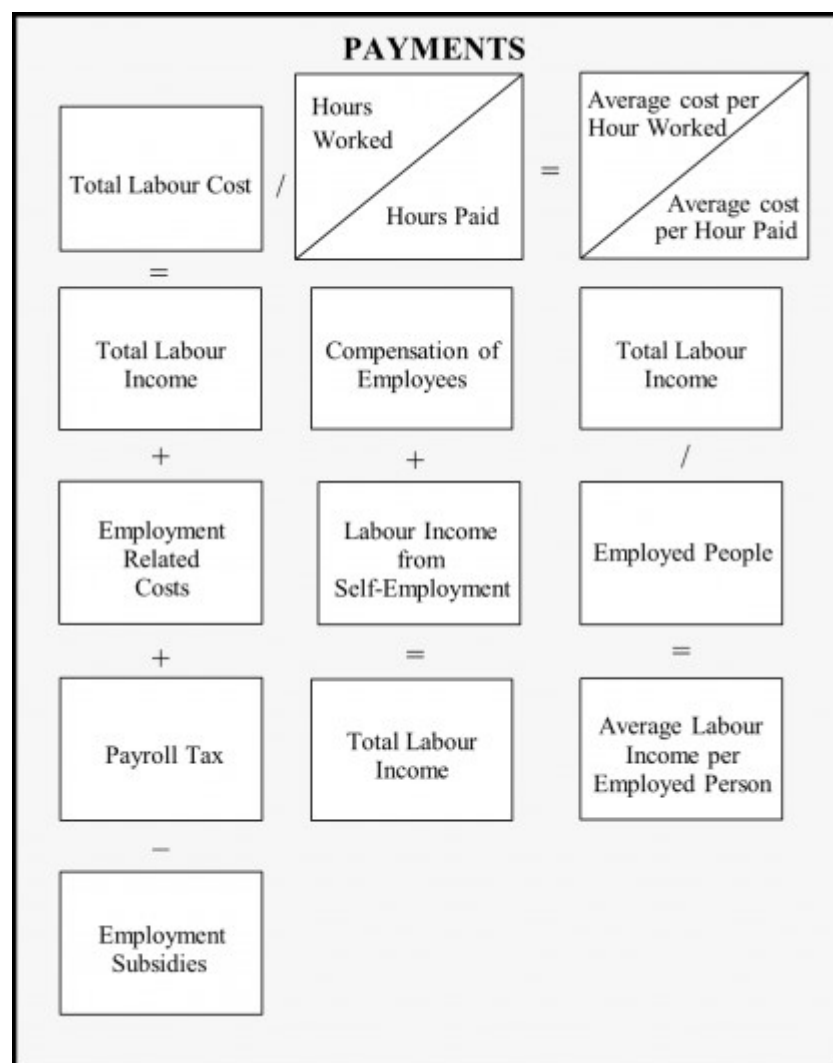 PAYMENTS
Total Labour Cost
/
Hours
Worked
Hours Paid
=
Average cost per
Hour Worked
Average cost
per Hour Paid
=
Total Labour
Income
Compensation of
Employees
Total Labour
Income
+
+
/
Employment
Related
Costs
Labour Income
from
Self-Employment
Employed People
+
=
=
Payroll Tax
Total Labour
Income
Average Labour
Income per
Employed Person
–
Employment
Subsidies